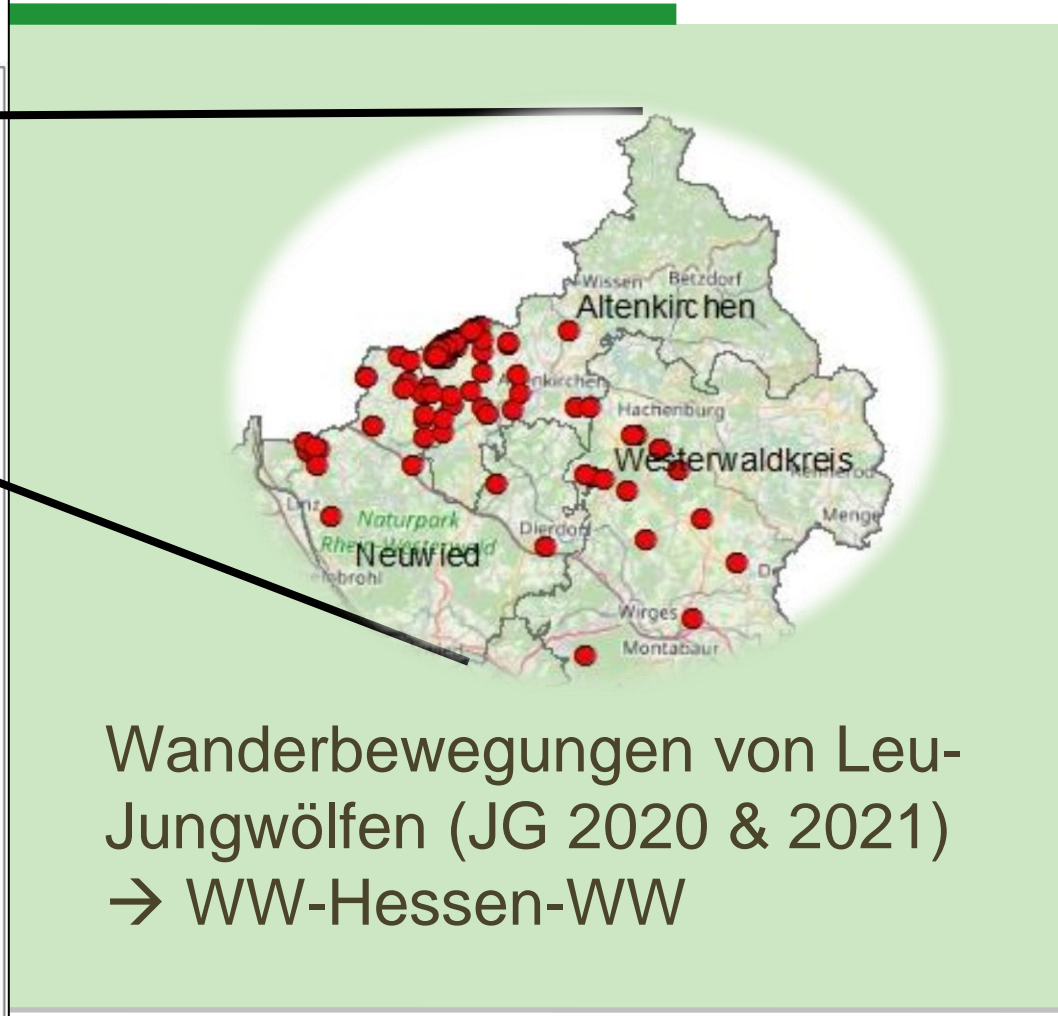 Wissen Betzdorf
Altenkirchen
Hachenburg
Westerwaldkreis
Linz
Naturpark
Menge
Dierdorf
Neuwied
Wirges
Montabaur
Wanderbewegungen von Leu-
Jungwölfen (JG 2020 & 2021)
→ WW-Hessen-WW